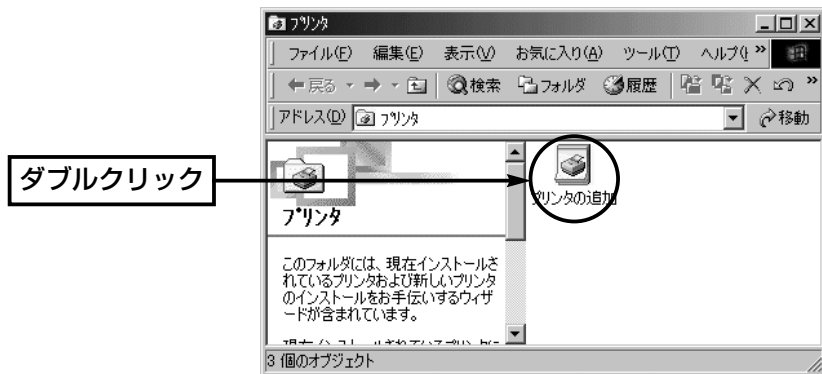 プリンタ
ファイル(F) 編集(E) 表示(V) お気に入り(A) ツール(T) ヘルプ( »
戻る 検索 フォルダ 履歴 »
アドレス(D) プリンタ 移動
ダブルクリック
プリンタの追加
プリンタ
このフォルダには、現在インストールさ
れているプリンタおよび新しいプリンタ
のインストールをお手伝いするウィザ
ードが含まれています。
3 個のオブジェクト